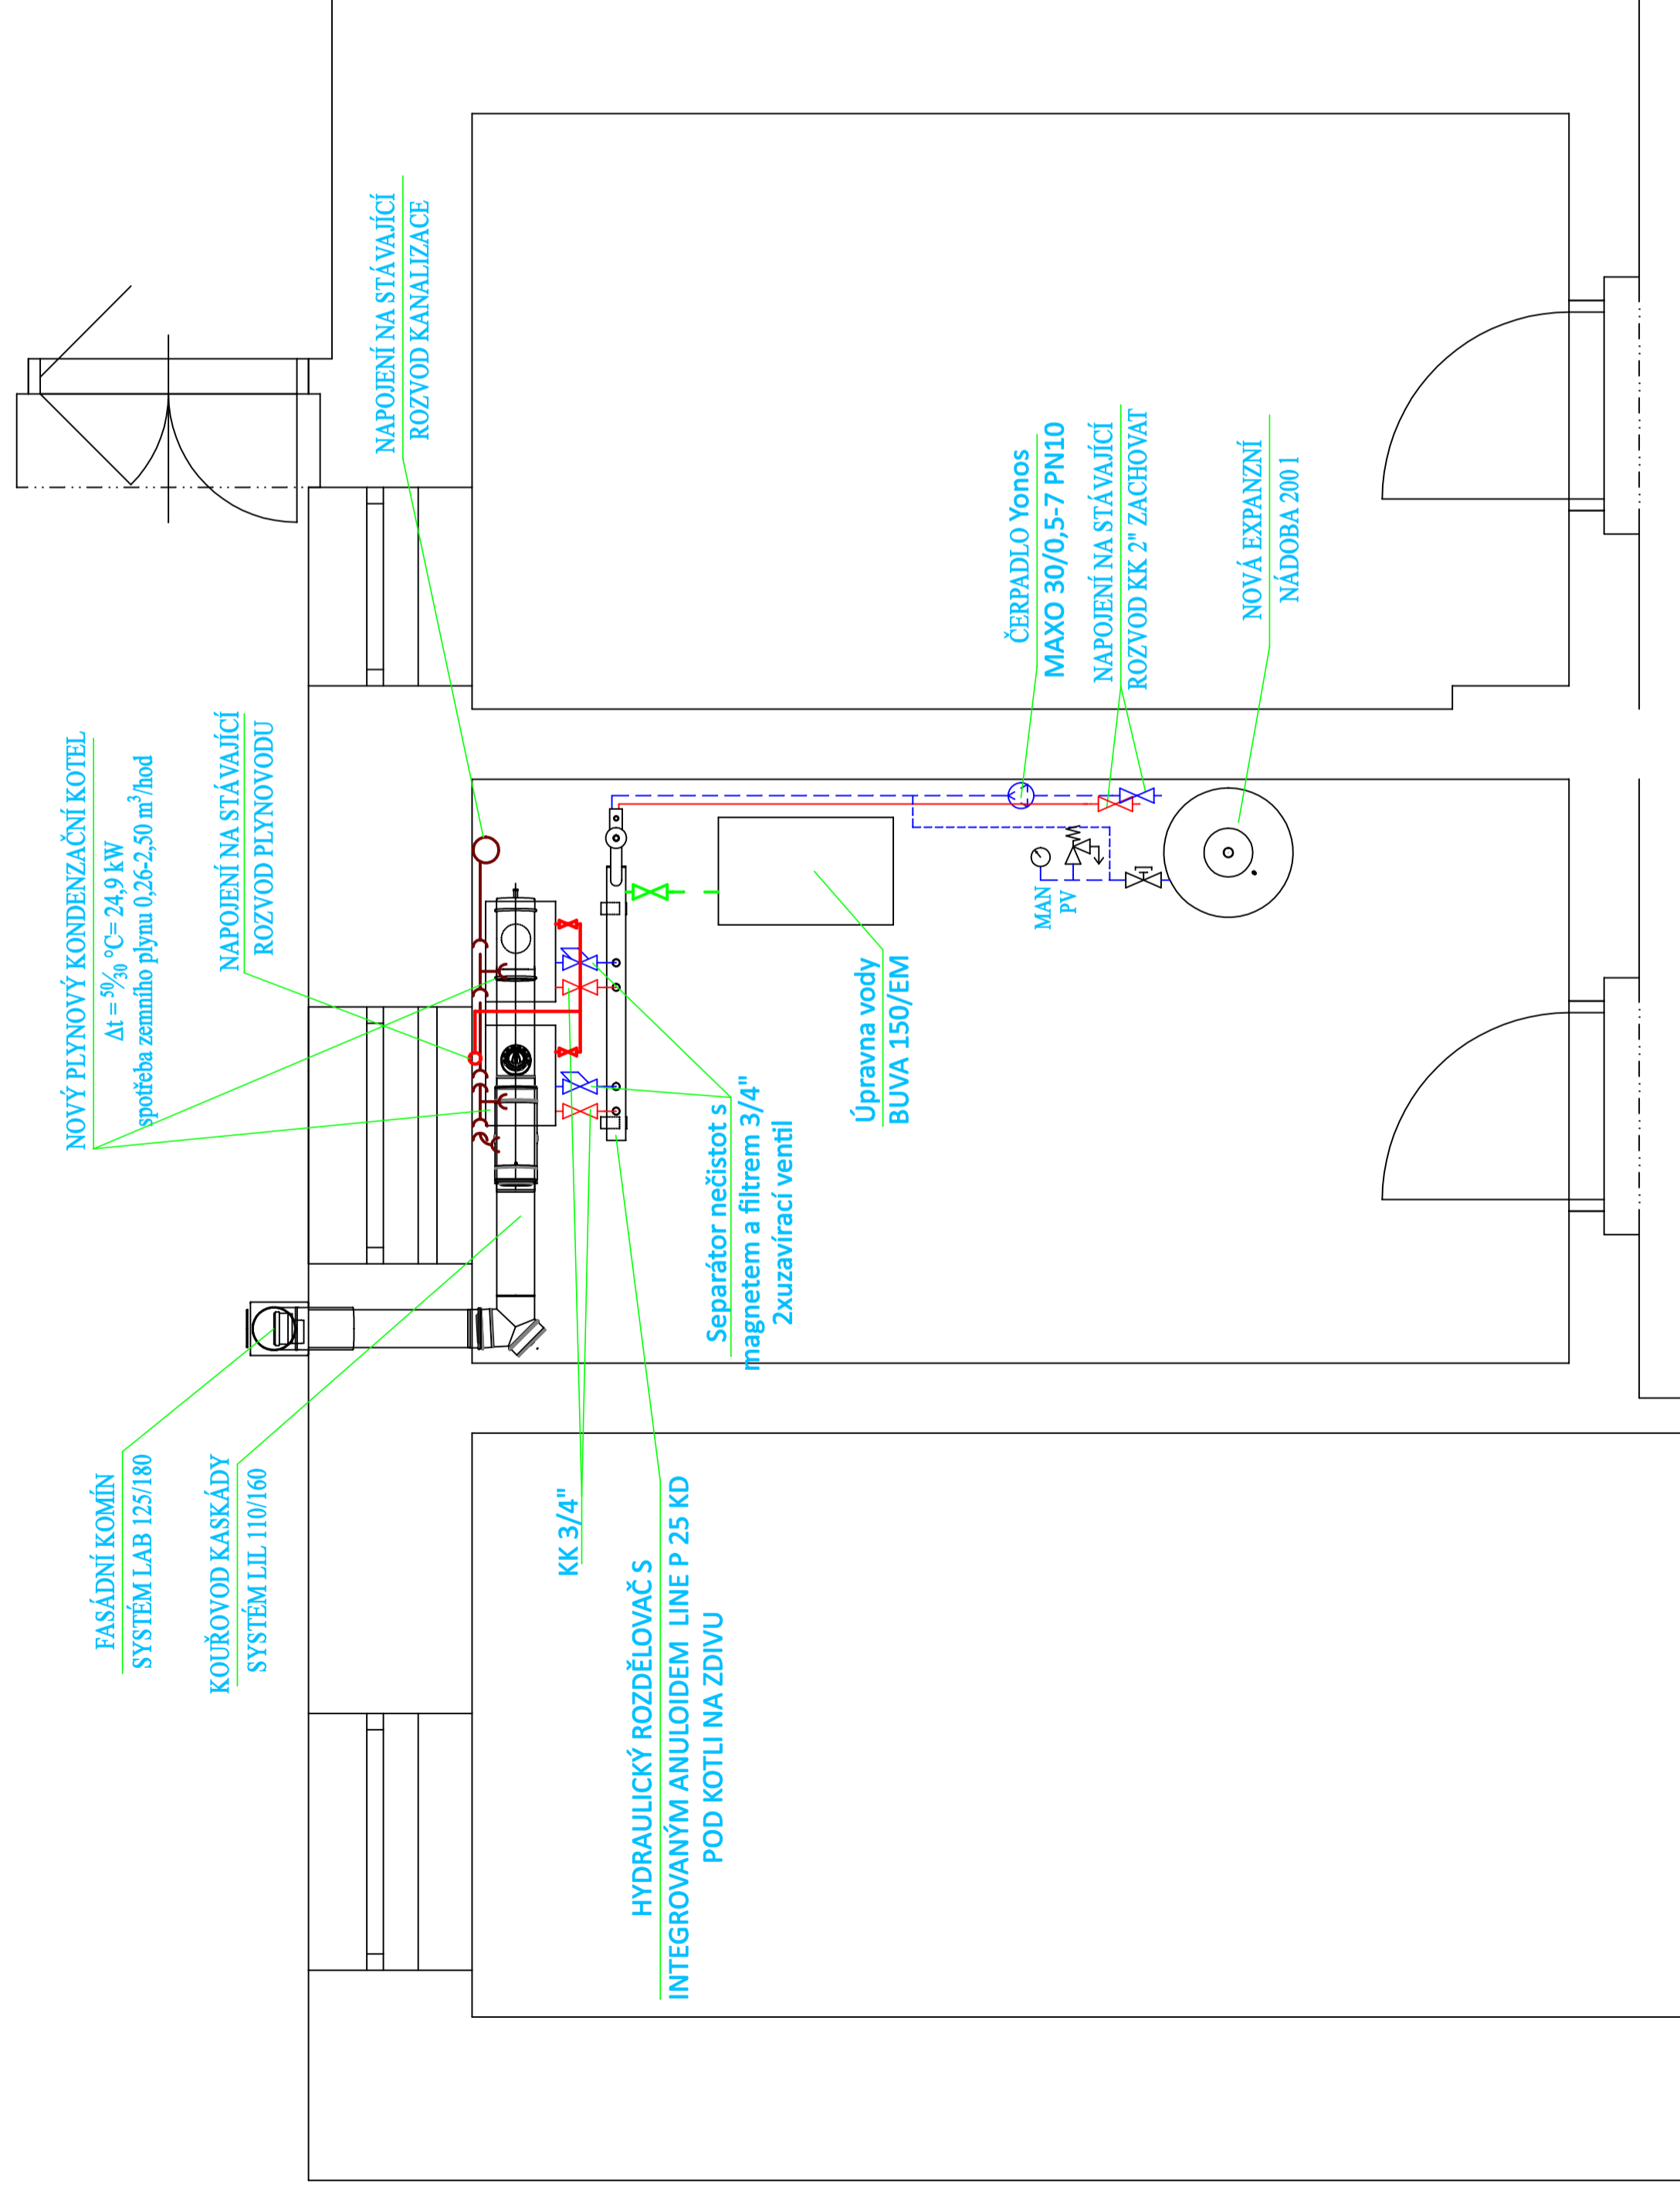 FASÁDNÍ KOMÍN
SYSTÉM LAB 125/180
KOUŘOVOD KASKÁDY
SYSTÉM LIL 110/160
NOVÝ PLYNOVÝ KONDENZAČNÍ KOTEL
Δt = 50/30 °C= 24,9 kW
spotřeba zemního plynu 0,26-2,50 m³/hod
NAPOJENÍ NA STÁVAJÍCÍ
ROZVOD PLYNOVODU
NAPOJENÍ NA STÁVAJÍCÍ
ROZVOD KANALIZACE
KK 3/4"
HYDRAULICKÝ ROZDĚLOVAČ S
INTEGROVANÝM ANULOIDEM LINE P 25 KD
POD KOTLI NA ZDIVU
Separátor nečistot s
magnetem a filtrem 3/4"
2xuzavírací ventil
Úpravna vody
BUVA 150/EM
MAN
PV
ČERPADLO Yonos
MAXO 30/0,5-7 PN10
NAPOJENÍ NA STÁVAJÍCÍ
ROZVOD KK 2" ZACHOVAT
NOVÁ EXPANZNÍ
NÁDOBA 200 l